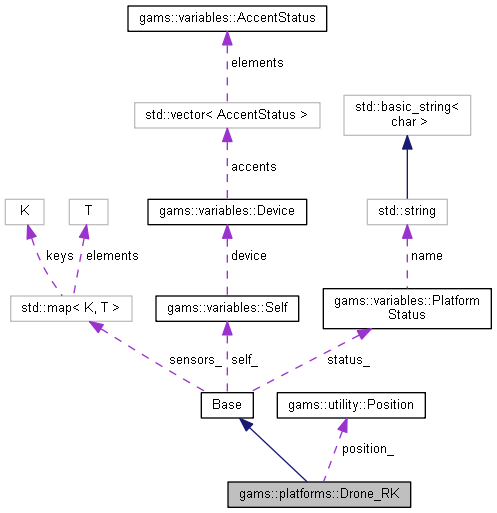 gams::variables::AccentStatus
elements
std::vector< AccentStatus >
std::basic_string<
char >
accents
K
T
gams::variables::Device
std::string
keys
elements
device
name
std::map< K, T >
gams::variables::Self
gams::variables::Platform
Status
sensors_
self_
status_
Base
gams::utility::Position
position_
gams::platforms::Drone_RK